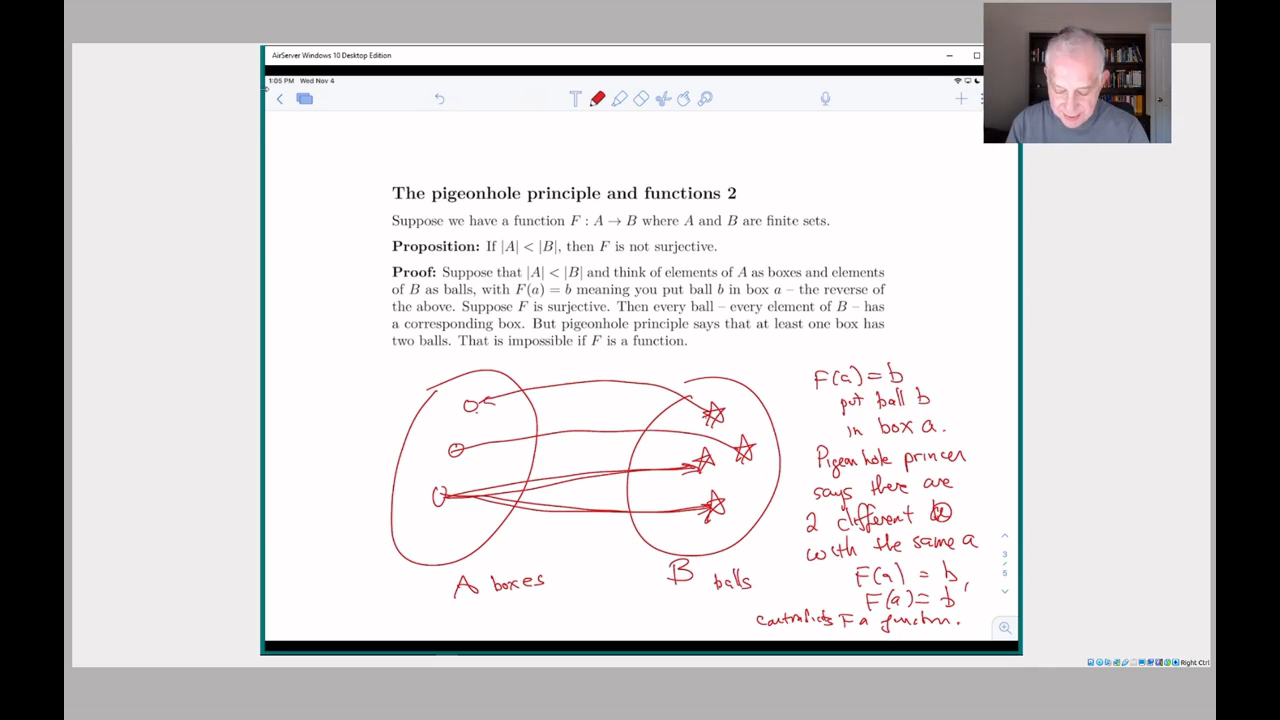 AirServer Windows 10 Desktop Edition
1:05 PM Wed Nov 4
The pigeonhole principle and functions 2
Suppose we have a function F : A → B where A and B are finite sets.
Proposition: If |A| < |B|, then F is not surjective.
Proof: Suppose that |A| < |B| and think of elements of A as boxes and elements
of B as balls, with F(a) = b meaning you put ball b in box a – the reverse of
the above. Suppose F is surjective. Then every ball – every element of B – has
a corresponding box. But pigeonhole principle says that at least one box has
two balls. That is impossible if F is a function.
F(a) = b
put ball b
in box a.
Pigeonhole
says there are
2 different
with the same a
F(a) = b
F(a) = b'
F a function.
A boxes
B balls
3
5
Right Ctrl